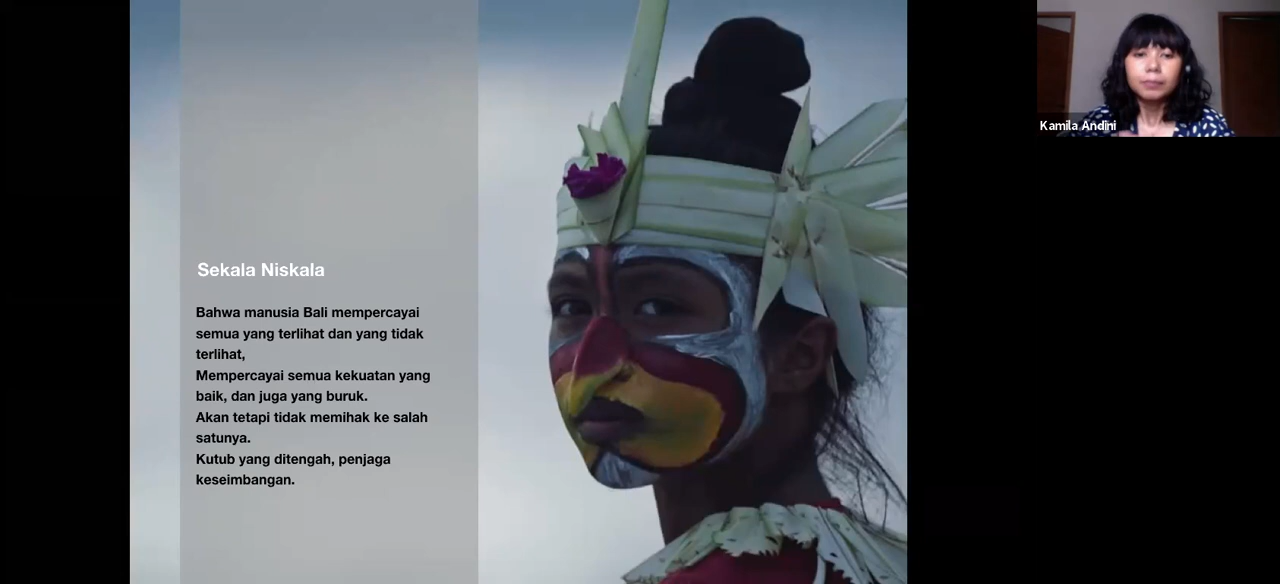 Sekala Niskala
Bahwa manusia Bali mempercayai
semua yang terlihat dan yang tidak
terlihat,
Mempercayai semua kekuatan yang
baik, dan juga yang buruk.
Akan tetapi tidak memihak ke salah
satunya.
Kutub yang ditengah, penjaga
keseimbangan.
Kamila Andini